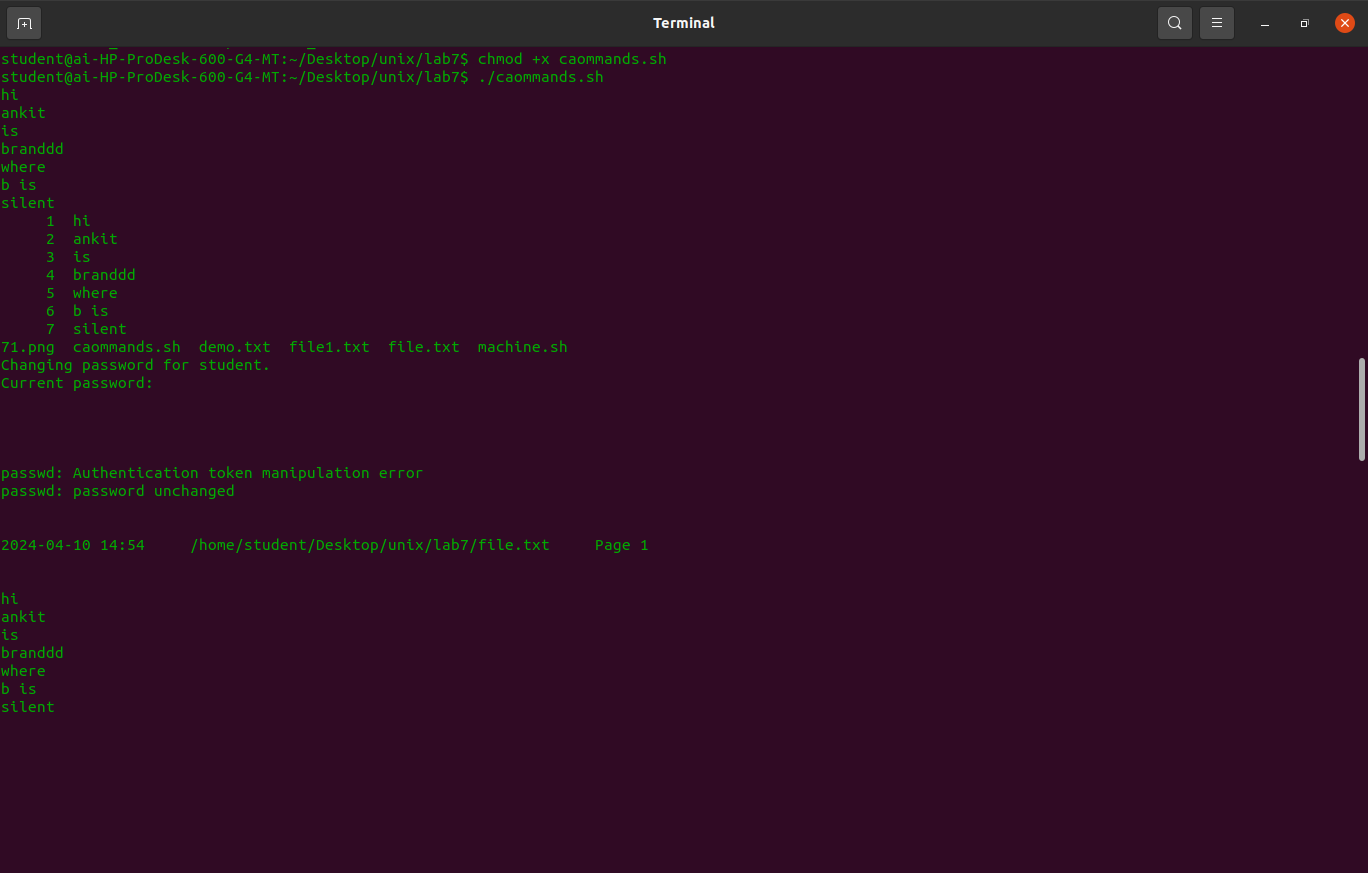 Terminal
student@ai-HP-ProDesk-600-G4-MT:~/Desktop/unix/lab7$ chmod +x caommands.sh
student@ai-HP-ProDesk-600-G4-MT:~/Desktop/unix/lab7$ ./caommands.sh
hi
ankit
is
branddd
where
b is
silent
     1  hi
     2  ankit
     3  is
     4  branddd
     5  where
     6  b is
     7  silent
71.png  caommands.sh  demo.txt  file1.txt  file.txt  machine.sh
Changing password for student.
Current password:
passwd: Authentication token manipulation error
passwd: password unchanged
2024-04-10 14:54     /home/student/Desktop/unix/lab7/file.txt     Page 1
hi
ankit
is
branddd
where
b is
silent